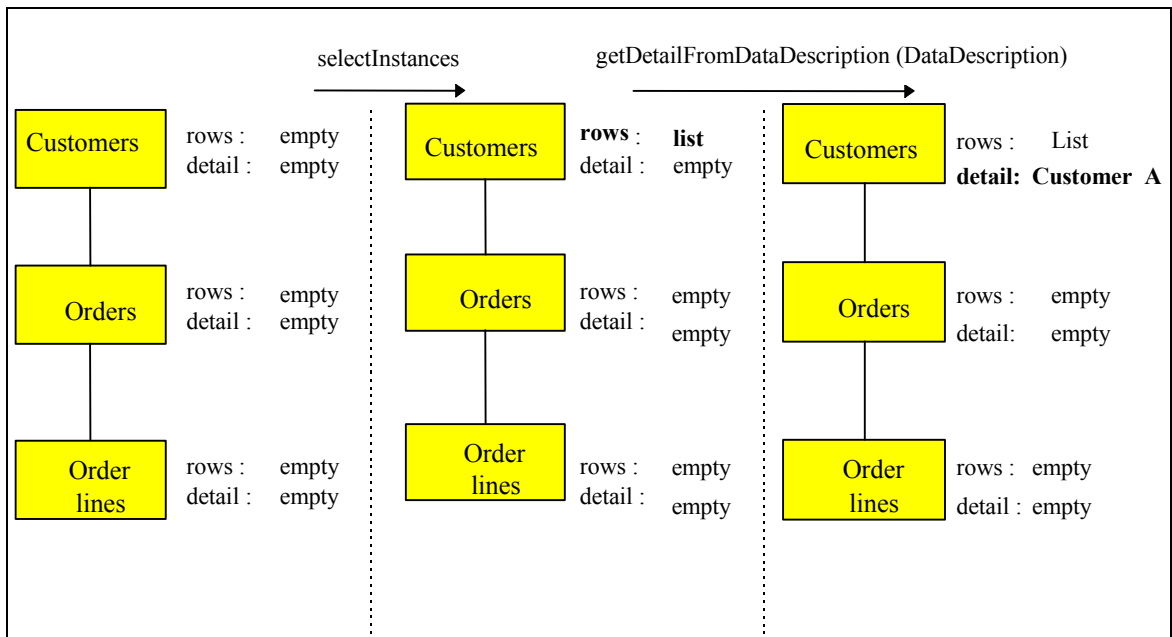 selectInstances
getDetailFromDataDescription (DataDescription)
Customers
rows : empty
detail : empty
Orders
rows : empty
detail : empty
Order
lines
rows : empty
detail : empty
Customers
rows : list
detail : empty
Orders
rows : empty
detail : empty
Order
lines
rows : empty
detail : empty
Customers
rows : List
detail: Customer A
Orders
rows : empty
detail: empty
Order
lines
rows : empty
detail : empty